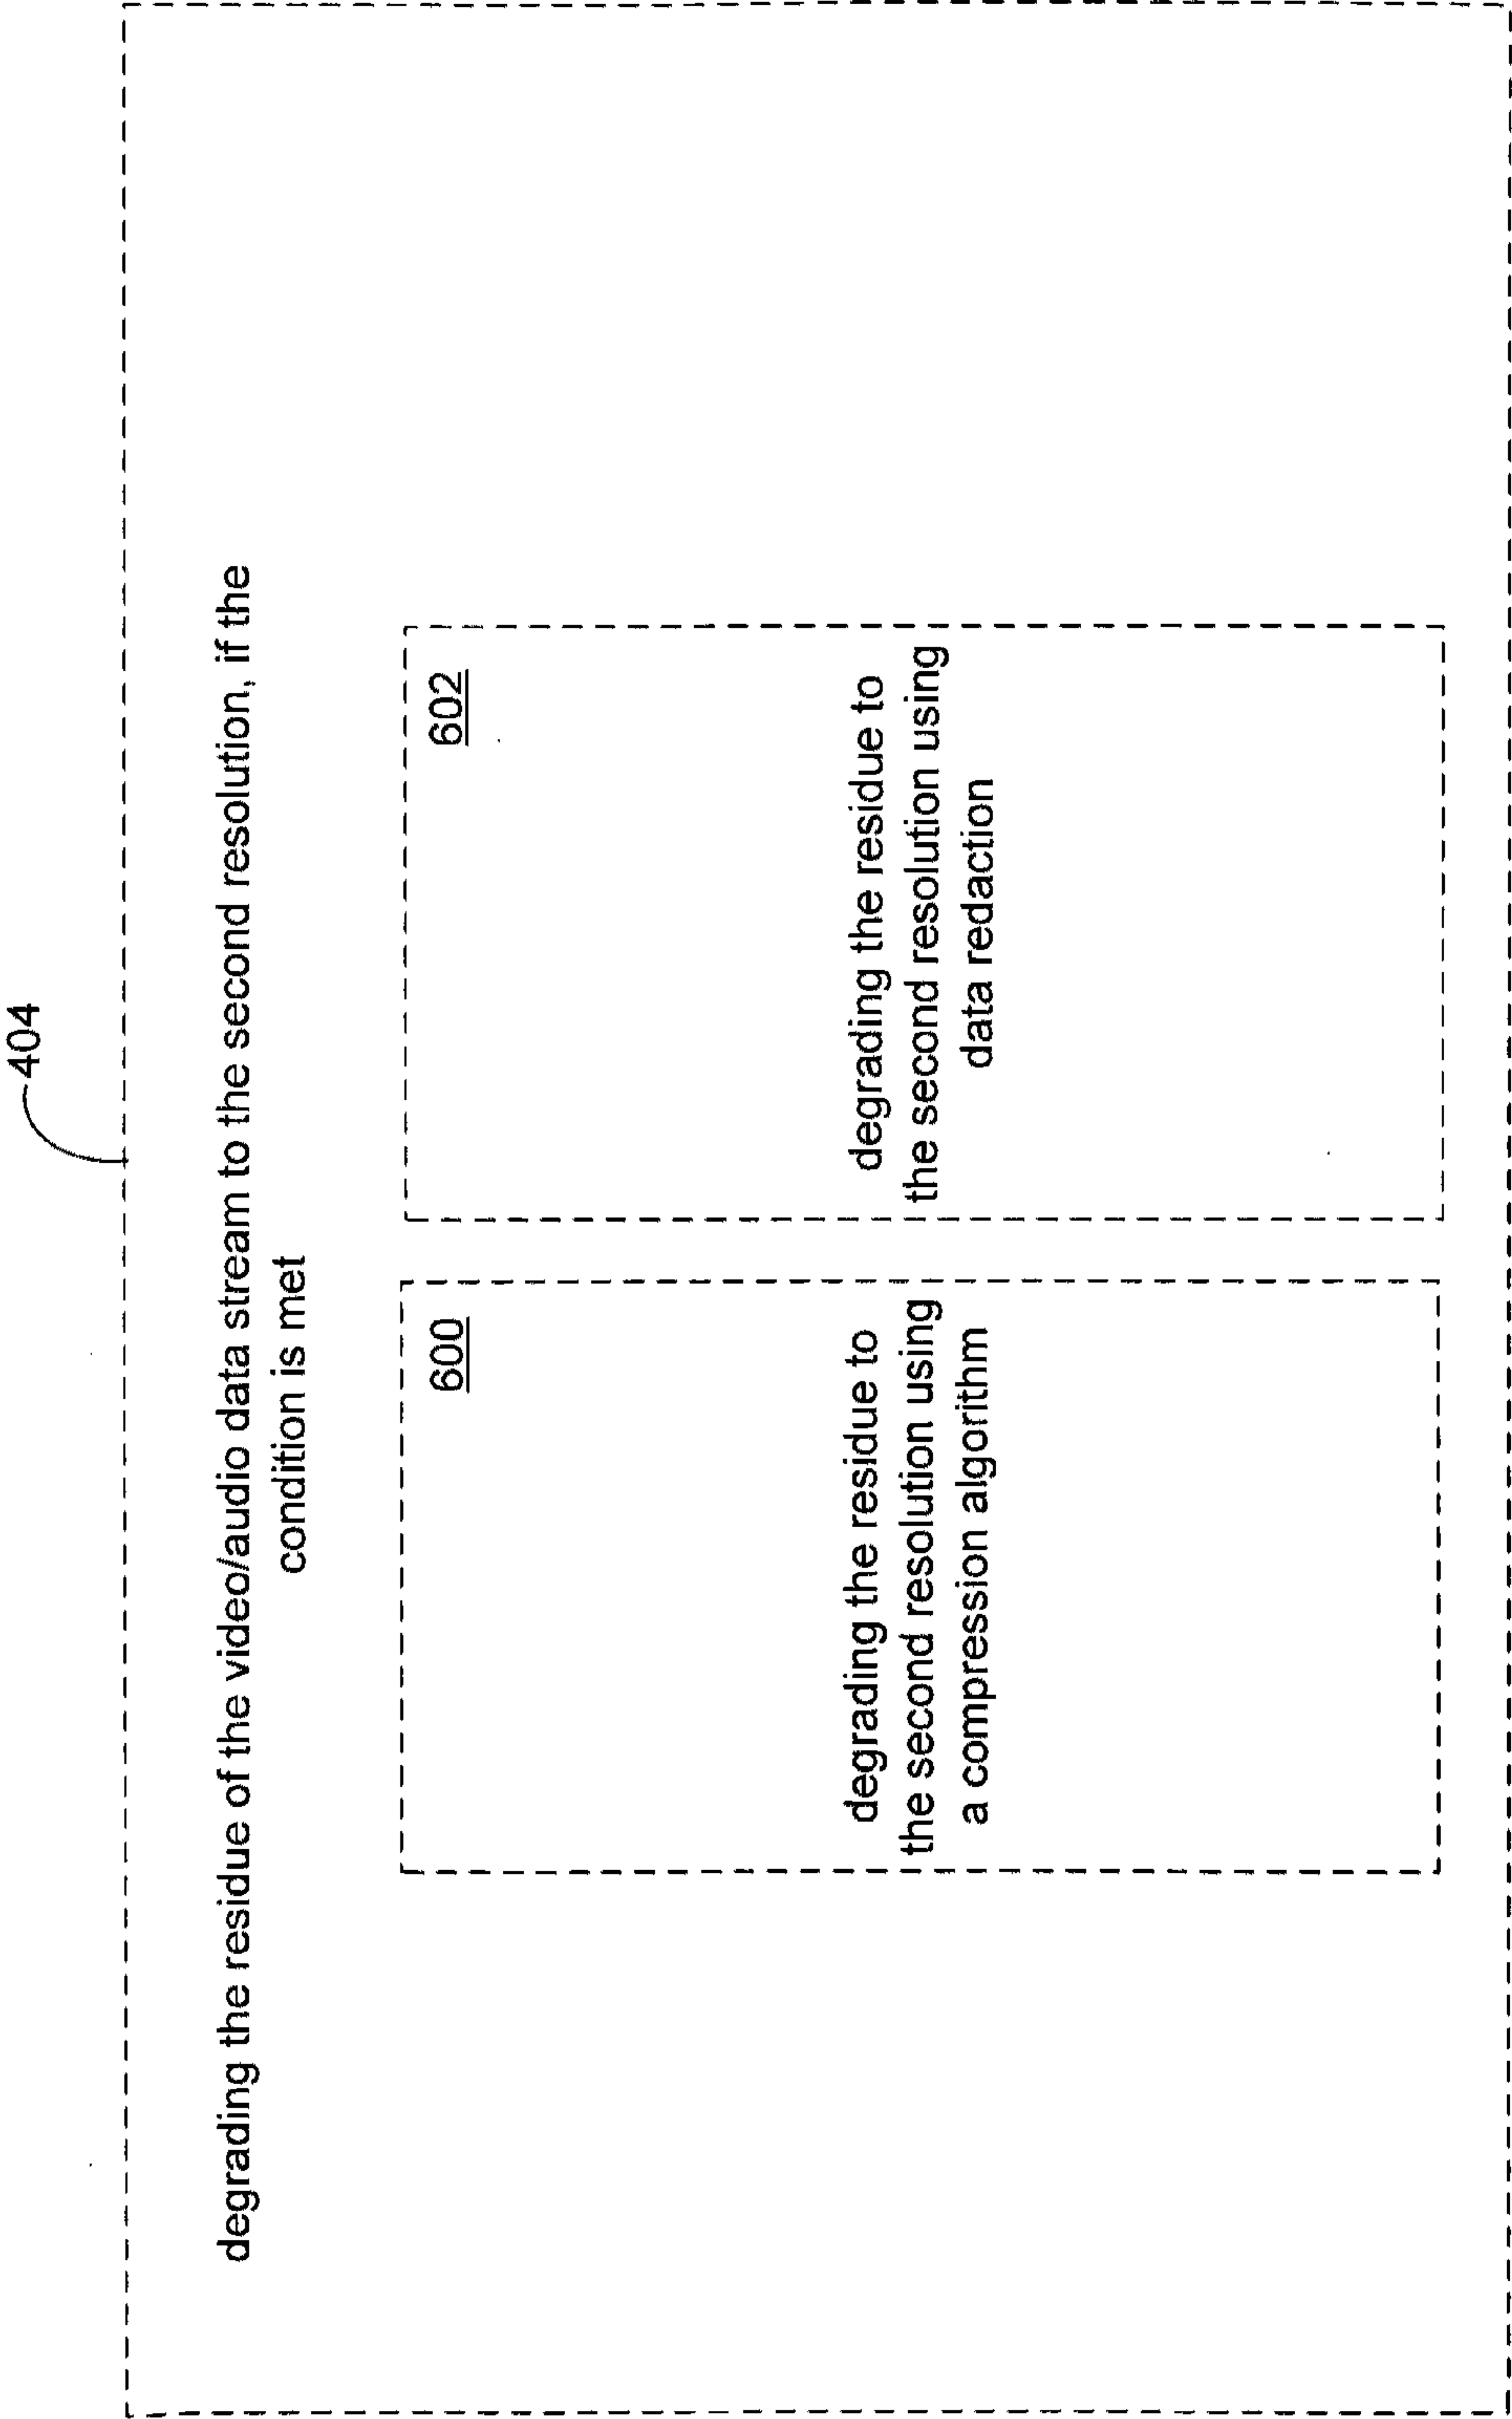 404
degrading the residue of the video/audio data stream to the second resolution, if the
condition is met
600
degrading the residue to
the second resolution using
a compression algorithm
602
degrading the residue to
the second resolution using
data redaction